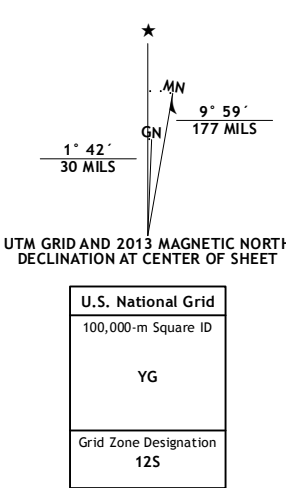 ★
MN
9° 59´
177 MILS
GN
1° 42´
30 MILS
UTM GRID AND 2013 MAGNETIC NORTH
DECLINATION AT CENTER OF SHEET
U.S. National Grid
100,000-m Square ID
YG
Grid Zone Designation
12S